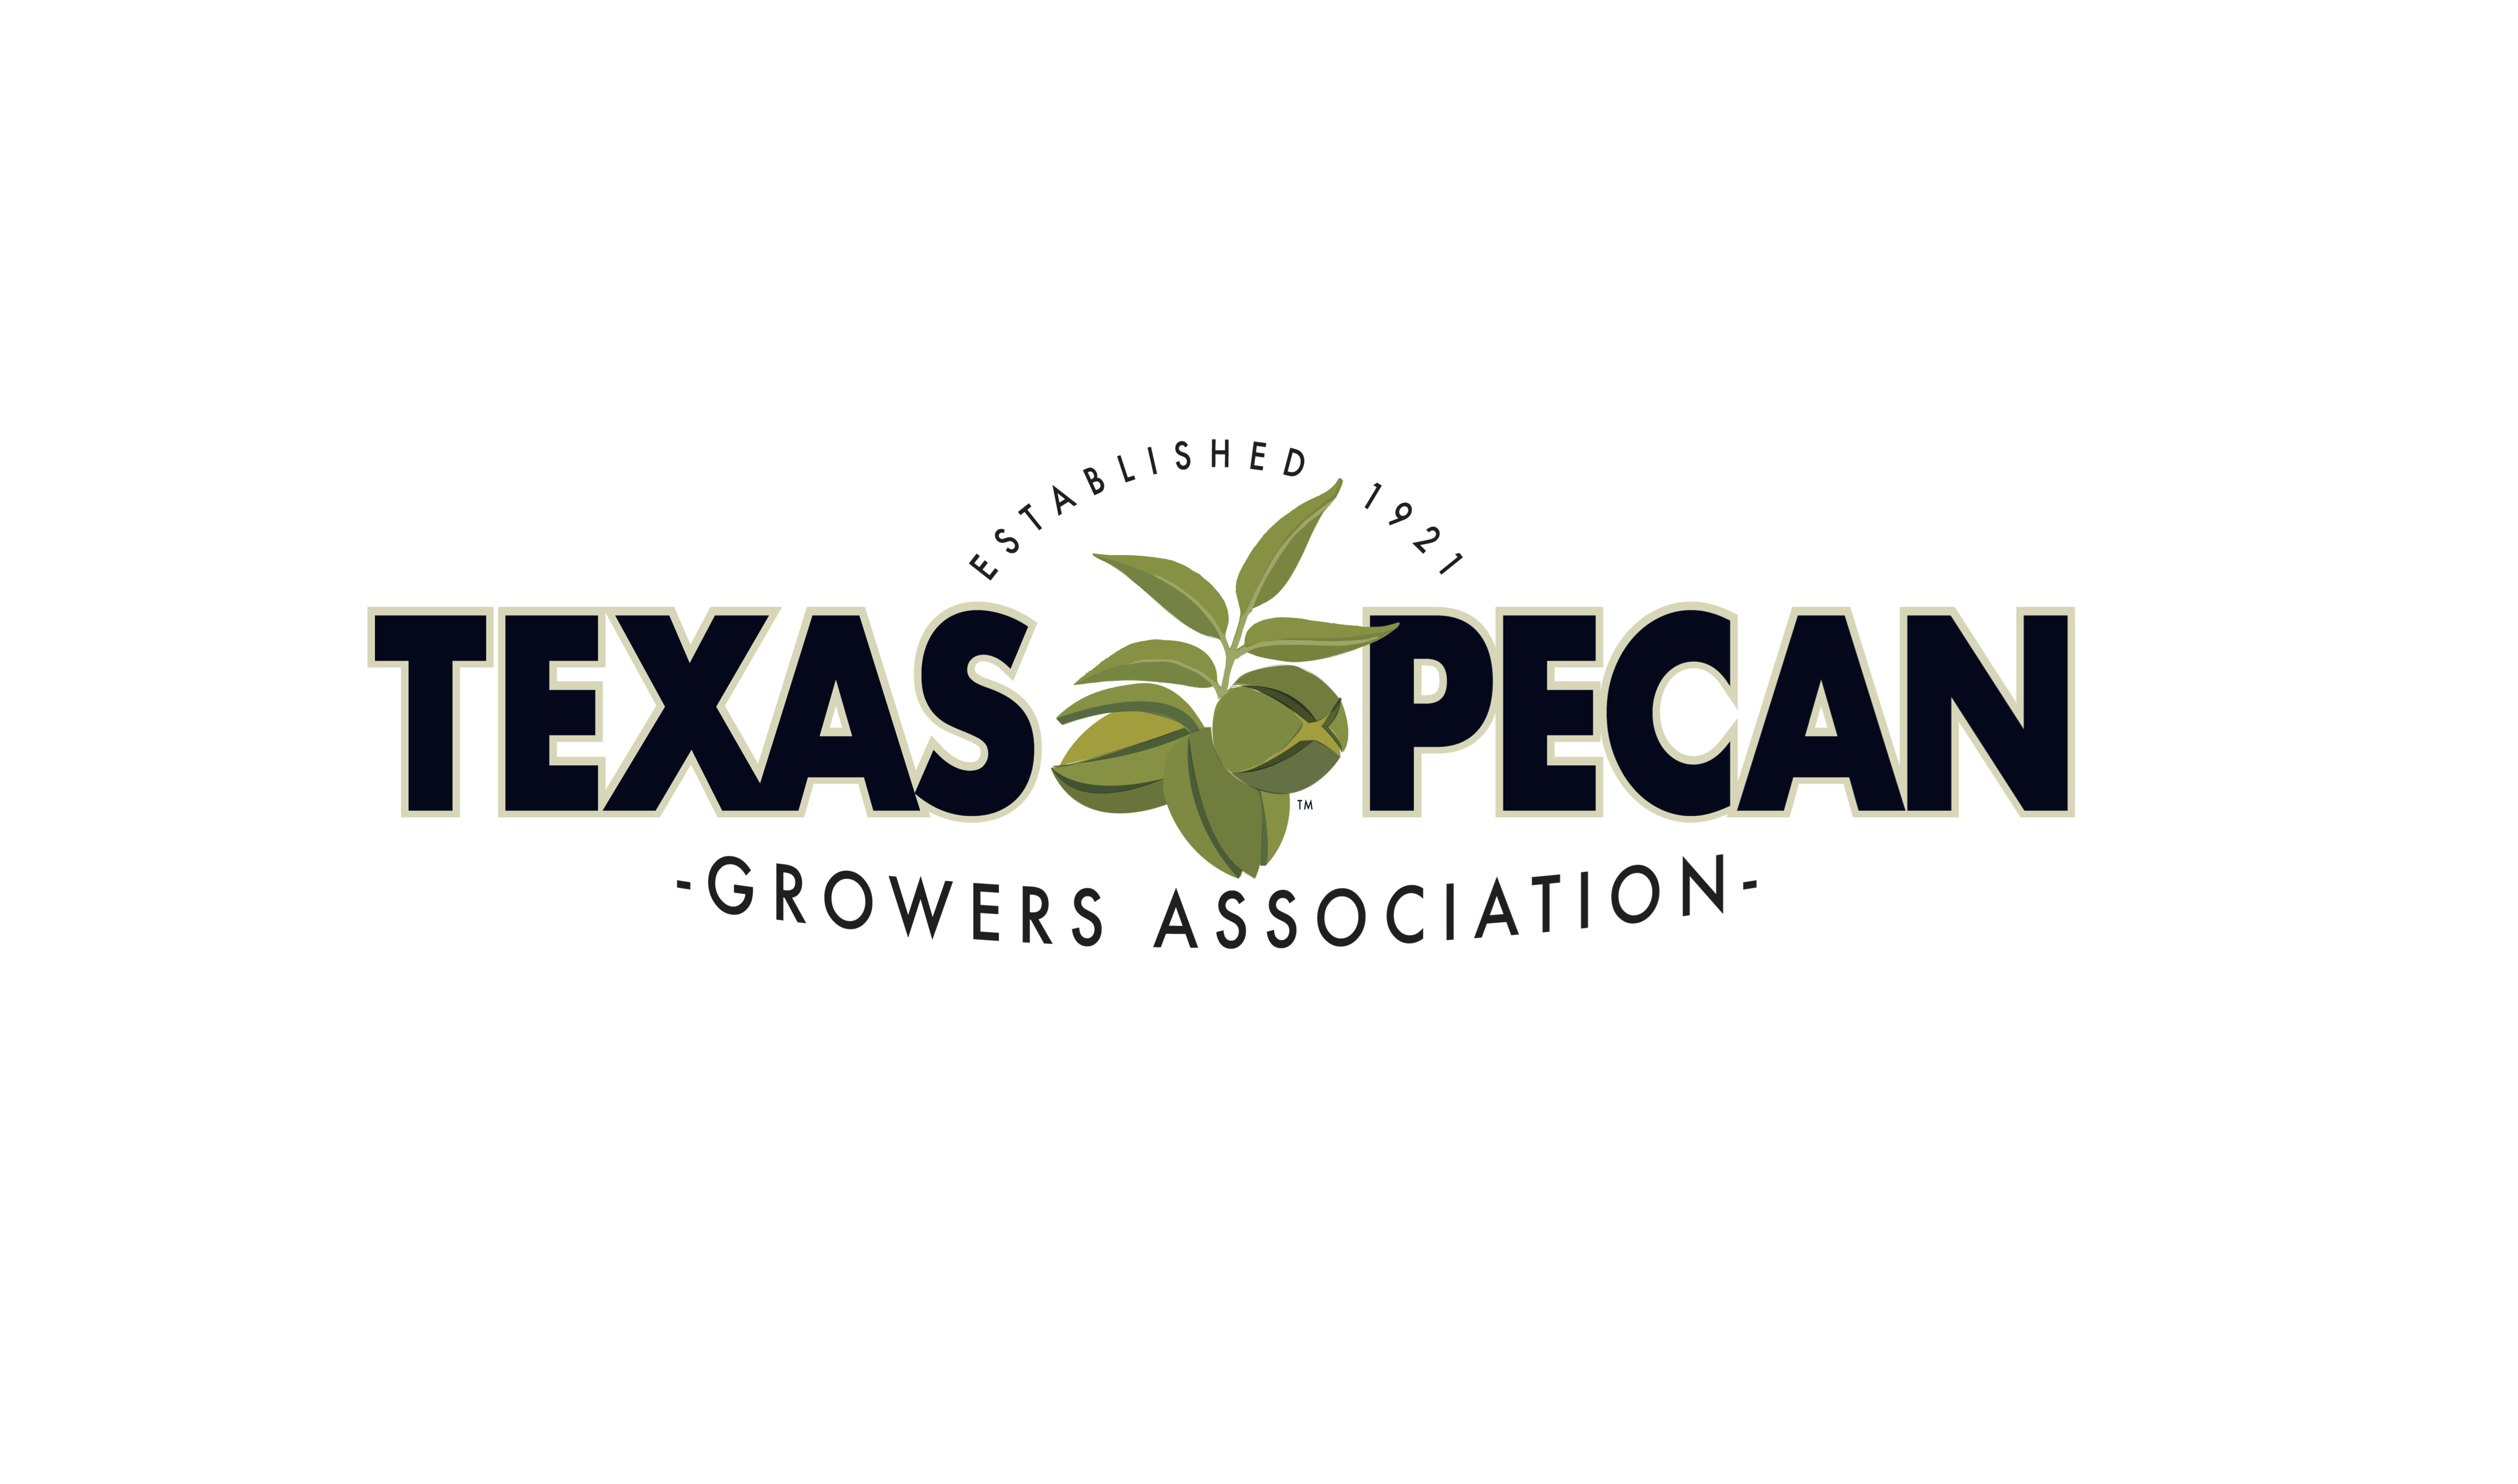 ESTABLISHED 1921
TEXAS PECAN
TM
-GROWERS ASSOCIATION-